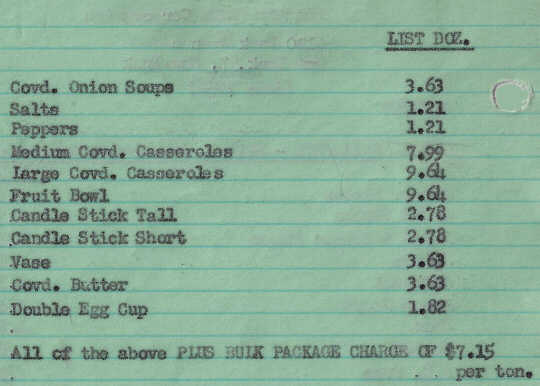 LIST DOZ.
Covd. Onion Soups 3.63
Salts 1.21
Peppers 1.21
Medium Covd. Casseroles 7.99
Large Covd. Casseroles 9.64
Fruit Bowl 9.64
Candle Stick Tall 2.78
Candle Stick Short 2.78
Vase 3.63
Covd. Butter 3.63
Double Egg Cup 1.82
All of the above PLUS BULK PACKAGE CHARGE OF $7.15
per ton.